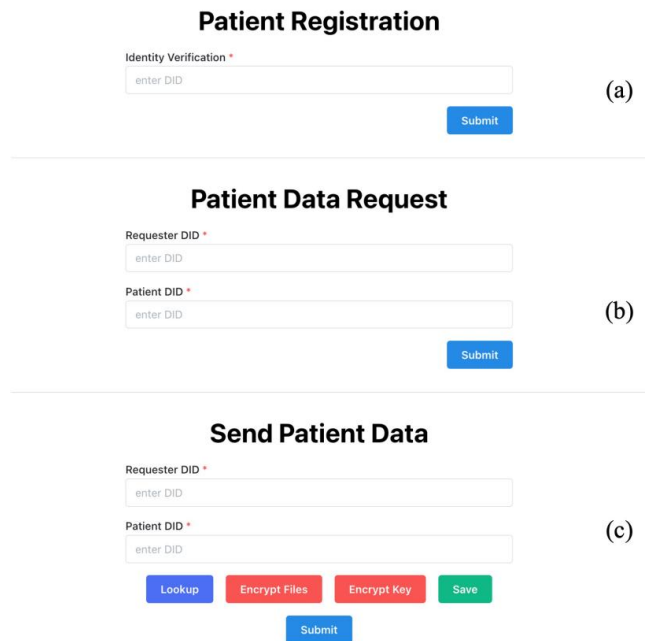 Patient Registration
Identity Verification *
enter DID
(a)
Submit
Patient Data Request
Requester DID *
enter DID
Patient DID *
enter DID
(b)
Submit
Send Patient Data
Requester DID *
enter DID
Patient DID *
(c)
enter DID
Lookup Encrypt Files Encrypt Key Save
Submit